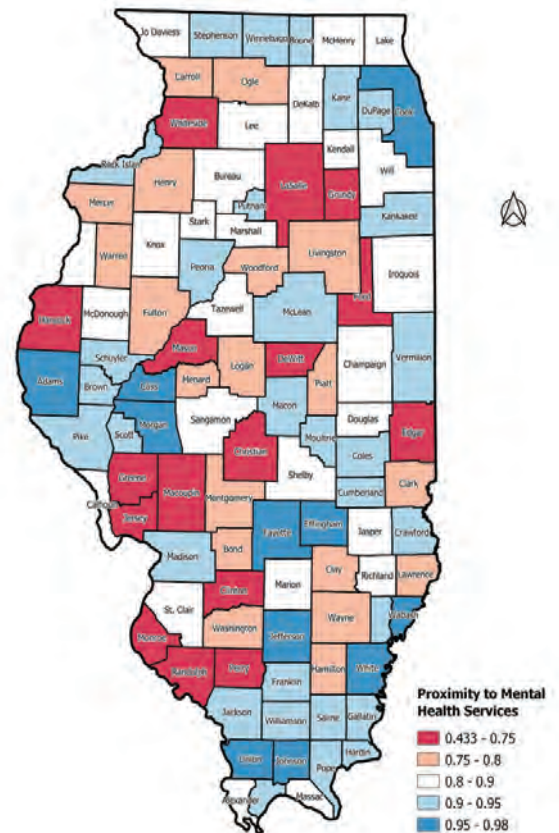 Jo Daviess
Stephenson
Winnebago
Boone
McHenry
Lake
Carroll
Ogle
DeKalb
Kane
Cook
DuPage
Whiteside
Lee
Kendall
Will
Rock Islan
Henry
Bureau
LaSalle
Grundy
Mercer
Putnam
Kankakee
Stark
Marshall
Knox
Warren
Peoria
Woodford
Livingston
Ford
Iroquois
Hancock
McDonough
Fulton
Tazewell
McLean
Mason
Schuyler
Logan
DeWitt
Piatt
Champaign
Vermilion
Adams
Brown
Cass
Menard
Macon
Pike
Scott
Morgan
Sangamon
Christian
Moultrie
Douglas
Edgar
Coles
Shelby
Greene
Macoupin
Montgomery
Cumberland
Clark
Calhoun
Jersey
Fayette
Effingham
Jasper
Crawford
Madison
Bond
Clay
Richland
Lawrence
Clinton
Marion
St. Clair
Wayne
Wabash
Monroe
Washington
Jefferson
Randolph
Perry
Hamilton
White
Franklin
Jackson
Williamson
Saline
Gallatin
Union
Johnson
Pope
Hardin
Alexander
Massac
Proximity to Mental
Health Services
0.433 - 0.75
0.75 - 0.8
0.8 - 0.9
0.9 - 0.95
0.95 - 0.98